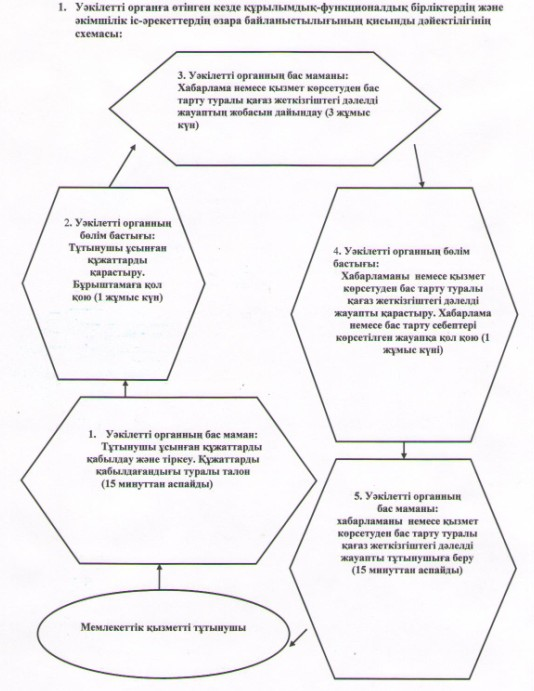 1. Уәкілетті органға өтінген кезде құрылымдық-функционалдық бірліктердің және
әкімшілік іс-әрекеттердің өзара байланыстылығының қисынды дәйектілігінің
схемасы:
3. Уәкілетті органның бас маманы:
Хабарлама немесе қызмет көрсетуден бас
тарту туралы қағаз жеткізгіштегі дәлелді
жауаптың жобасын дайындау (3 жұмыс
күн)
2. Уәкілетті органның
бөлім бастығы:
Тұтынушы ұсынған
құжаттарды
қарастыру.
Бұрыштамаға қол
қою (1 жұмыс күн)
4. Уәкілетті органның бөлім
бастығы:
Хабарламаны немесе қызмет
көрсетуден бас тарту туралы
қағаз жеткізгіштегі дәлелді
жауапты қарастыру. Хабарлама
немесе бас тарту себептері
көрсетілген жауапқа қол қою (1
жұмыс күні)
1. Уәкілетті органның бас маман:
Тұтынушы ұсынған құжаттарды
қабылдау және тіркеу. Құжаттарды
қабылдағандығы туралы талон
(15 минуттан аспайды)
5. Уәкілетті органның
бас маманы:
хабарламаны немесе қызмет
көрсетуден бас тарту туралы
қағаз жеткізгіштегі дәлелді
жауапты тұтынушыға беру
(15 минуттан аспайды)
Мемлекеттік қызметті тұтынушы